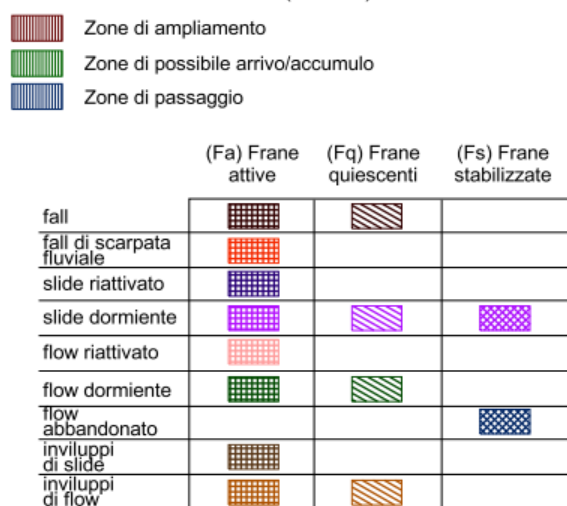 Zone di ampliamento
Zone di possibile arrivo/accumulo
Zone di passaggio
(Fa) Frane attive
(Fq) Frane quiescenti
(Fs) Frane stabilizzate
fall
fall di scarpata
fluviale
slide riattivato
slide dormiente
flow riattivato
flow dormiente
flow
abbandonato
inviluppi
di slide
inviluppi
di flow